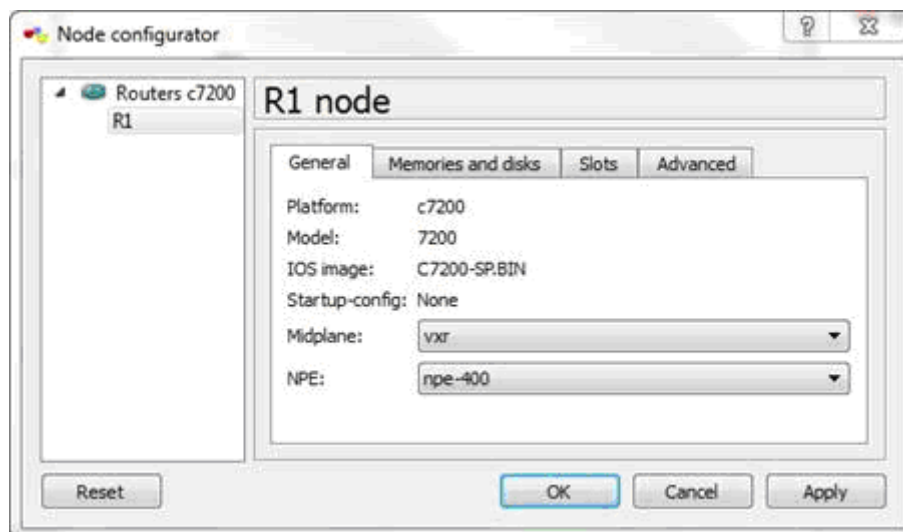 Node configurator
Routers c7200
R1
R1 node
General Memories and disks Slots Advanced
Platform: c7200
Model: 7200
IOS image: C7200-SP.BIN
Startup-config: None
Midplane: vxr
NPE: npe-400
Reset OK Cancel Apply